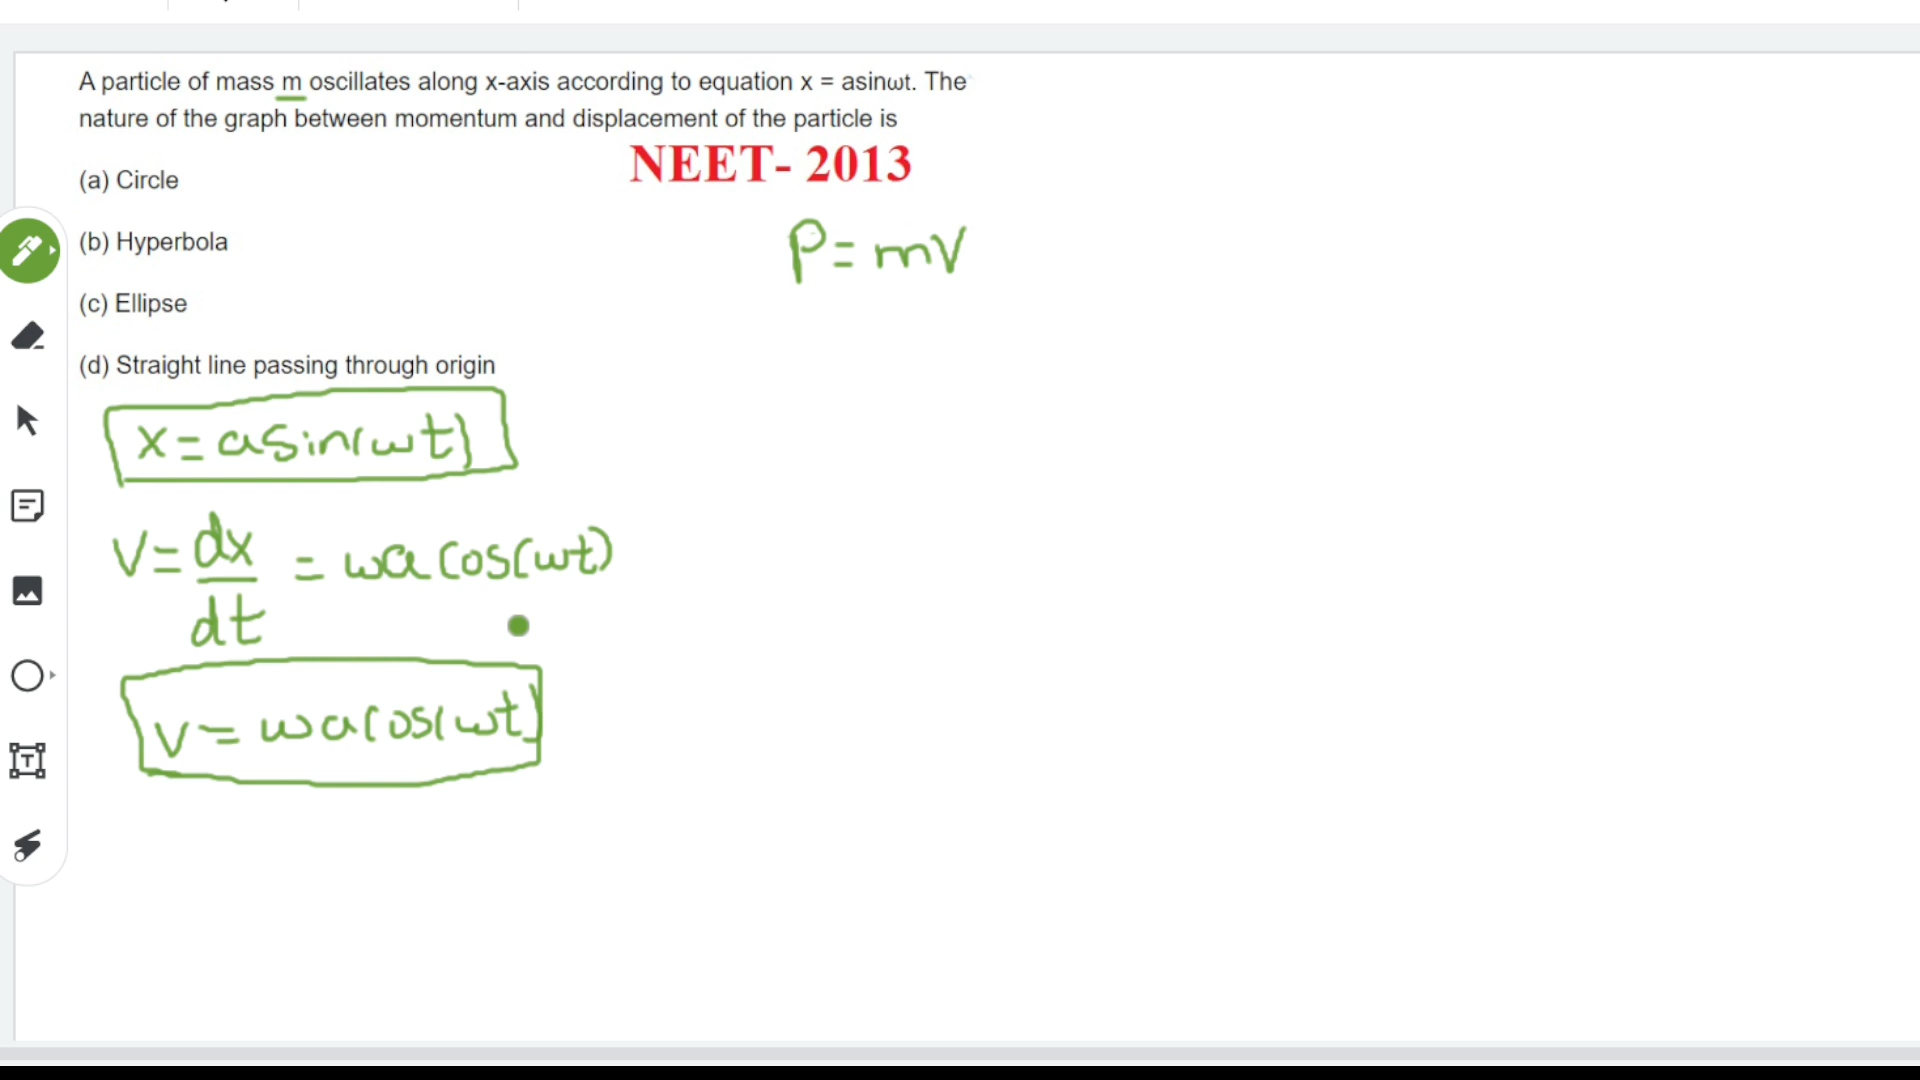 A particle of mass m oscillates along x-axis according to equation x = asinωt. The
nature of the graph between momentum and displacement of the particle is
NEET- 2013
(a) Circle
P = mV
(b) Hyperbola
(c) Ellipse
(d) Straight line passing through origin
x = asin(ωt)
V = dx/dt = ωa cos(ωt)
V = ωa cos(ωt)